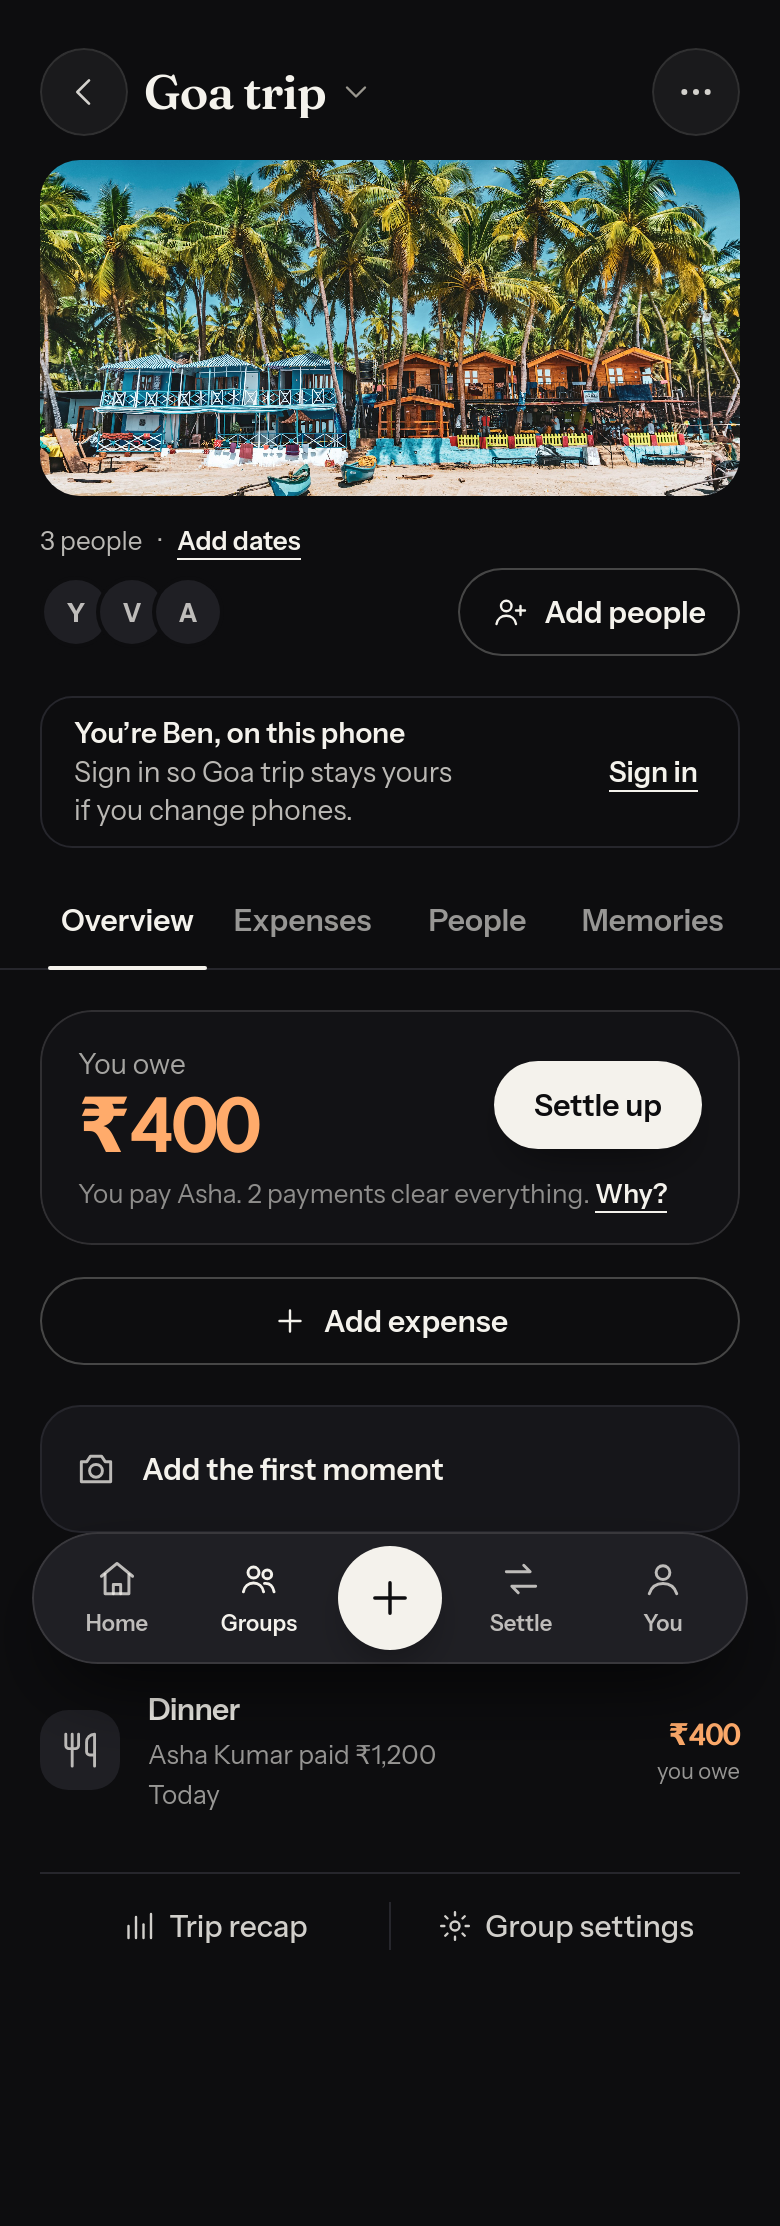 Goa trip
3 people · Add dates
Y V A
Add people
You’re Ben, on this phone
Sign in so Goa trip stays yours
if you change phones.
Sign in
Overview Expenses People Memories
You owe
₹400
Settle up
You pay Asha. 2 payments clear everything. Why?
Add expense
Add the first moment
Home Groups Settle You
Dinner
Asha Kumar paid ₹1,200
Today
₹400
you owe
Trip recap
Group settings